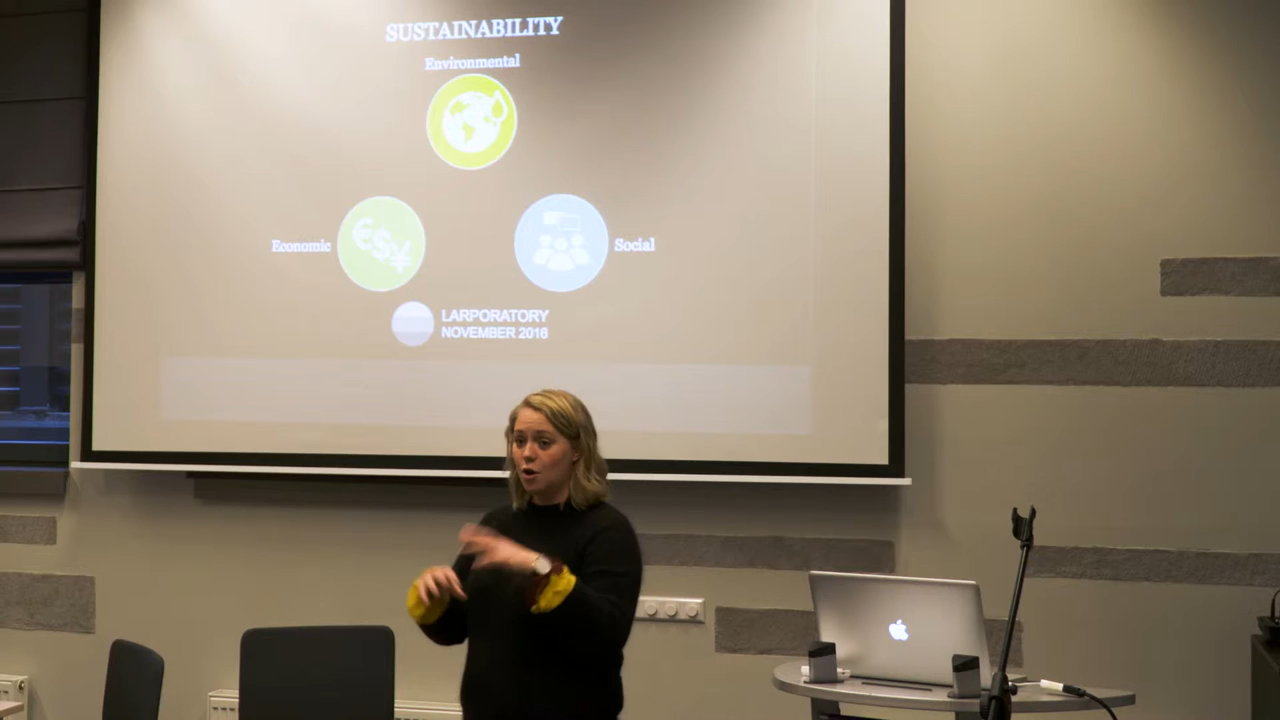 SUSTAINABILITY
Environmental
Economic
Social
LARPORATORY
NOVEMBER 2016